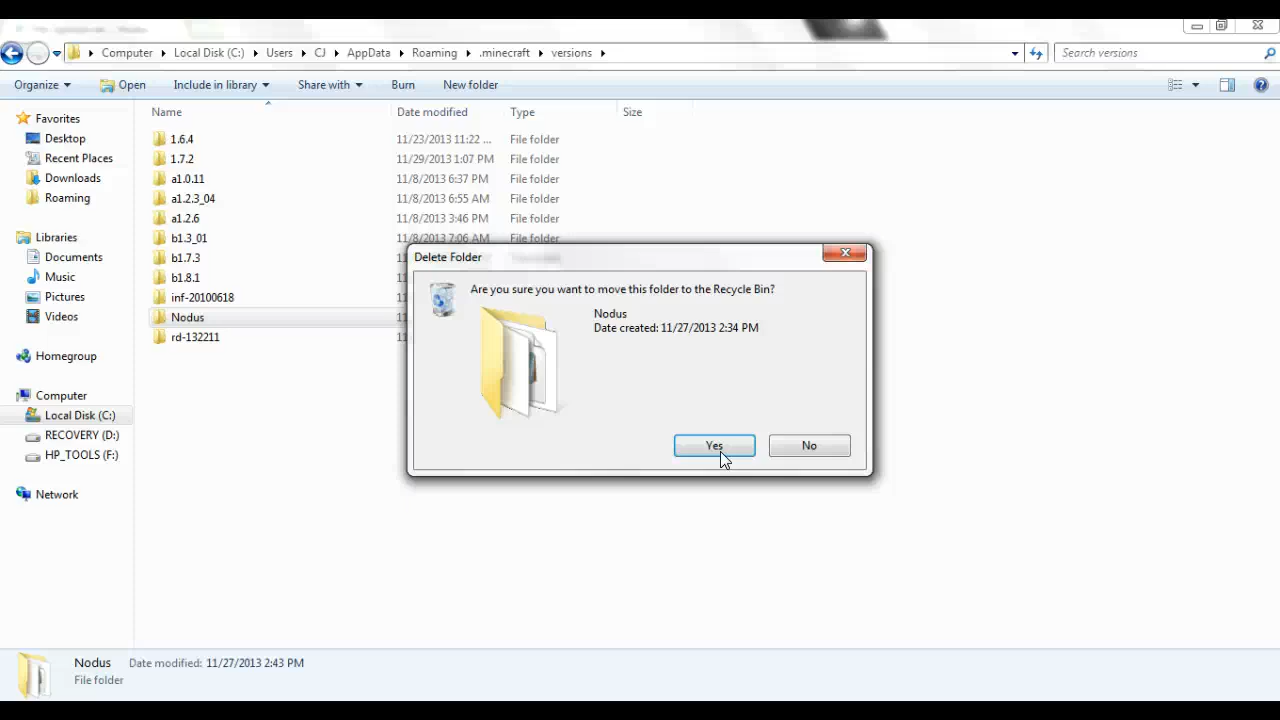 Computer Local Disk (C:) Users CJ AppData Roaming .minecraft versions Search versions
Organize Open Include in library Share with Burn New folder
Name Date modified Type Size
Favorites
Desktop
Recent Places
Downloads
Roaming
Libraries
Documents
Music
Pictures
Videos
Homegroup
Computer
Local Disk (C:)
RECOVERY (D:)
HP_TOOLS (F:)
Network
1.6.4 11/23/2013 11:22 ... File folder
1.7.2 11/29/2013 1:07 PM File folder
a1.0.11 11/8/2013 6:37 PM File folder
a1.2.3_04 11/8/2013 6:55 AM File folder
a1.2.6 11/8/2013 3:46 PM File folder
b1.3_01 11/8/2013 7:06 AM File folder
b1.7.3
b1.8.1
inf-20100618
Nodus
rd-132211
Delete Folder
Are you sure you want to move this folder to the Recycle Bin?
Nodus
Date created: 11/27/2013 2:34 PM
Yes No
Nodus Date modified: 11/27/2013 2:43 PM
File folder